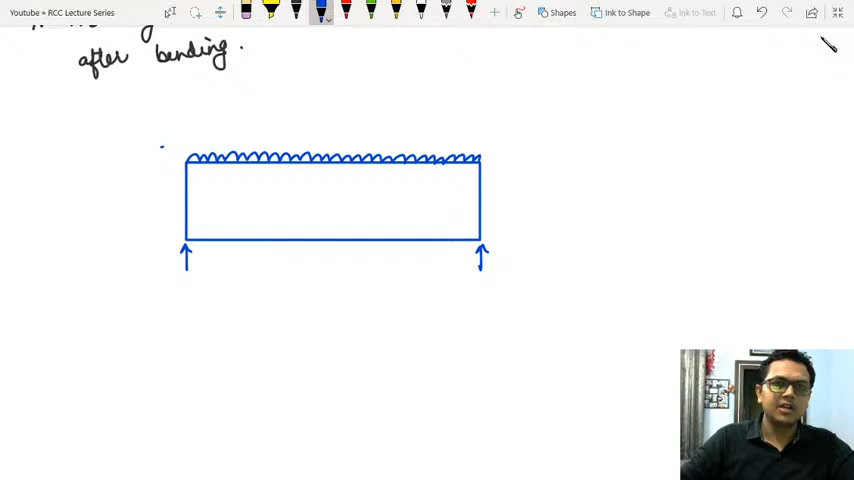 Youtube » RCC Lecture Series
Shapes
Ink to Shape
Ink to Text
after bending.